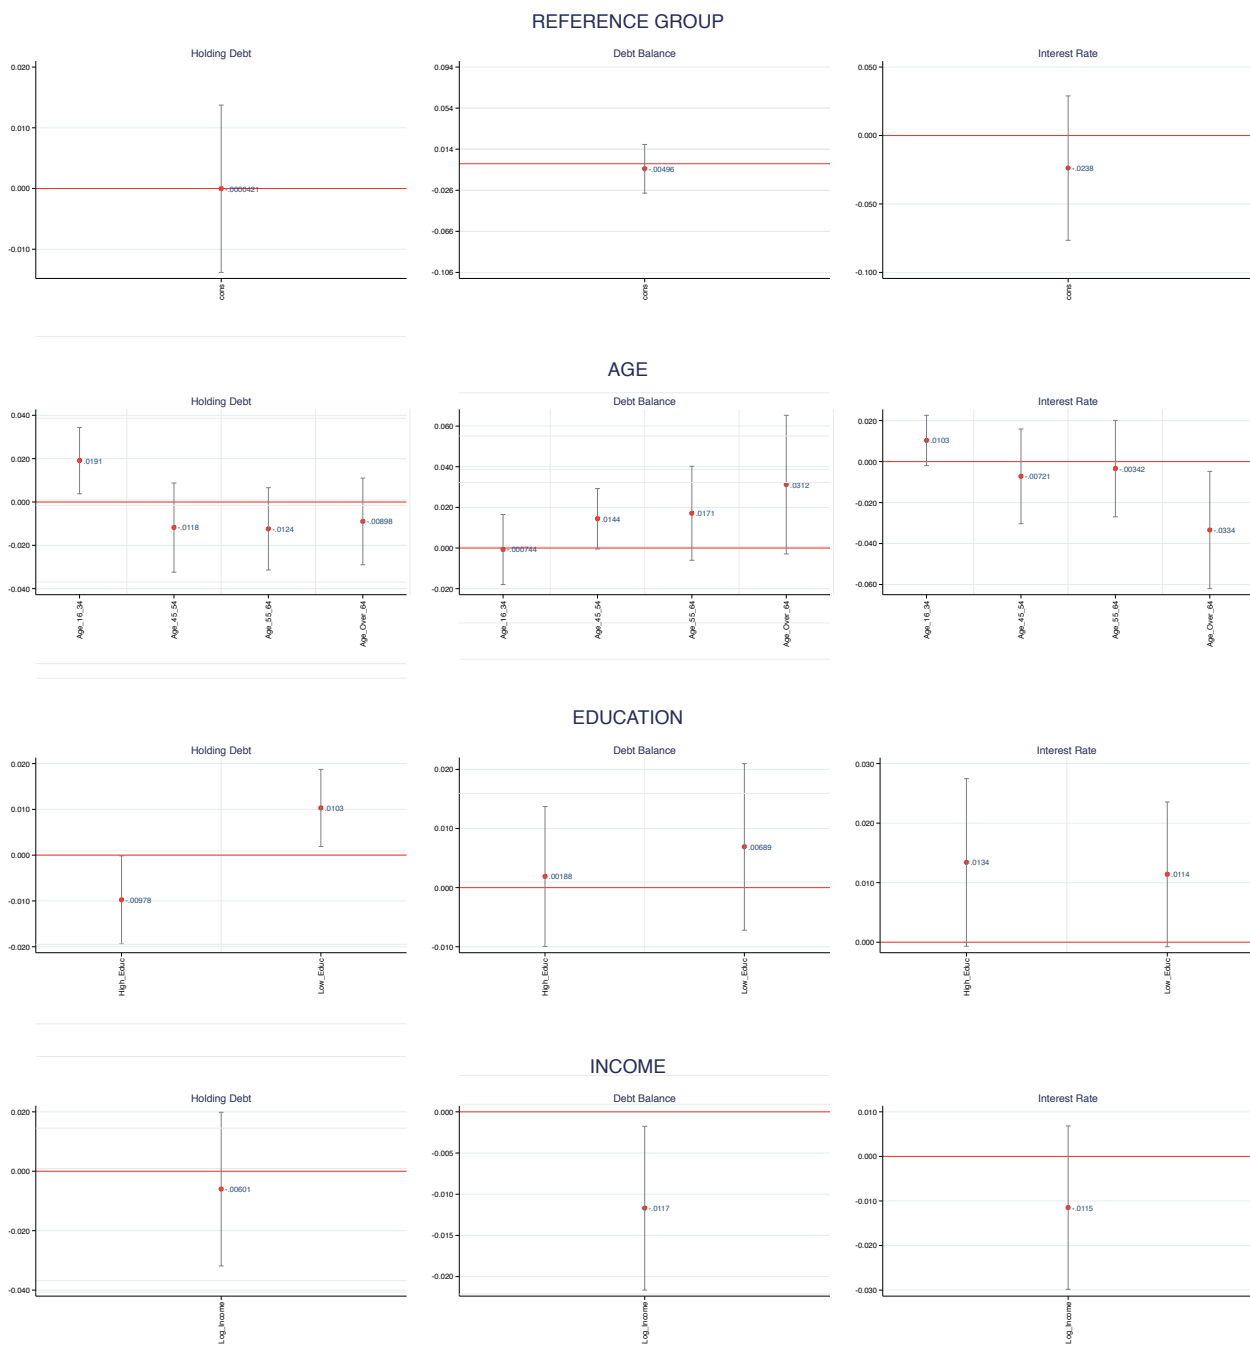 REFERENCE GROUP
Holding Debt
0.020
0.010
0.000
-0.010
-.0000421
cons
Debt Balance
0.094
0.054
0.014
-0.026
-0.066
-0.106
-.00496
cons
Interest Rate
0.050
0.000
-0.050
-0.100
-.0238
cons
AGE
Holding Debt
0.040
0.020
0.000
-0.020
-0.040
.0191
-.0118
-.0124
-.00898
Age_16_34
Age_45_54
Age_55_64
Age_Over_64
Debt Balance
0.060
0.040
0.020
0.000
-0.020
-.000744
.0144
.0171
.0312
Age_16_34
Age_45_54
Age_55_64
Age_Over_64
Interest Rate
0.020
0.000
-0.020
-0.040
-0.060
.0103
-.00721
-.00342
-.0334
Age_16_34
Age_45_54
Age_55_64
Age_Over_64
EDUCATION
Holding Debt
0.020
0.010
0.000
-0.010
-0.020
-.00978
.0103
High_Educ
Low_Educ
Debt Balance
0.020
0.010
0.000
-0.010
.00188
.00689
High_Educ
Low_Educ
Interest Rate
0.030
0.020
0.010
0.000
.0134
.0114
High_Educ
Low_Educ
INCOME
Holding Debt
0.020
0.000
-0.020
-0.040
-.00601
Log_Income
Debt Balance
0.000
-0.005
-0.010
-0.015
-0.020
-.0117
Log_Income
Interest Rate
0.010
0.000
-0.010
-0.020
-0.030
-.0115
Log_Income